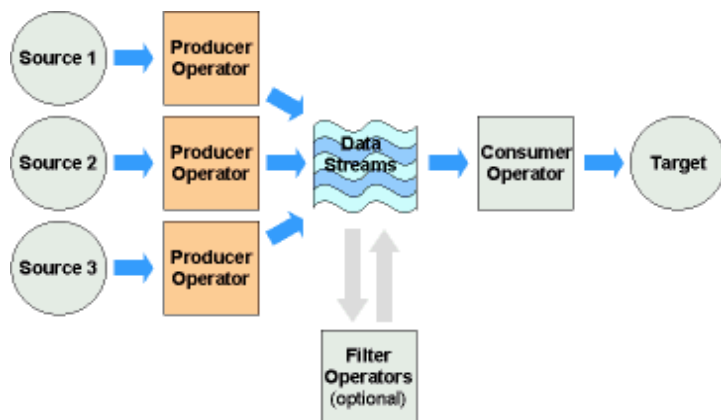 Source 1
Producer
Operator
Source 2
Producer
Operator
Data
Streams
Consumer
Operator
Target
Source 3
Producer
Operator
Filter
Operators
(optional)